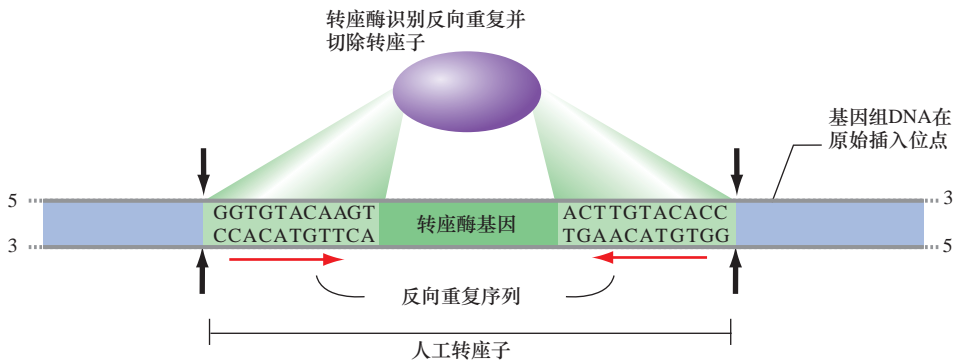 转座酶识别反向重复并
切除转座子
基因组DNA在
原始插入位点
5 3
GGTGTACAAGT 转座酶基因 ACTTGTACACC
CCACATGTTCA TGAACATGTGG
3 5
反向重复序列
人工转座子